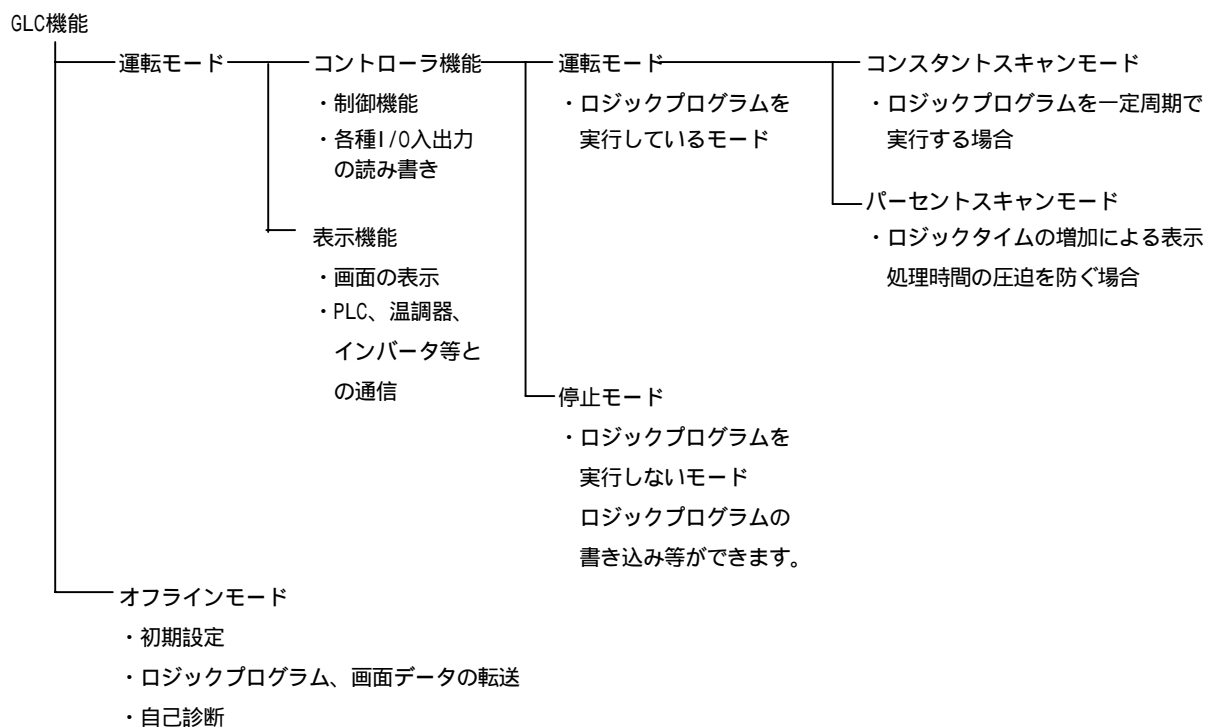 GLC機能
運転モード
コントローラ機能
・制御機能
・各種I/O入出力
の読み書き
表示機能
・画面の表示
・PLC、温調器、
インバータ等と
の通信
運転モード
・ロジックプログラムを
実行しているモード
停止モード
・ロジックプログラムを
実行しないモード
ロジックプログラムの
書き込み等ができます。
コンスタントスキャンモード
・ロジックプログラムを一定周期で
実行する場合
パーセントスキャンモード
・ロジックタイムの増加による表示
処理時間の圧迫を防ぐ場合
オフラインモード
・初期設定
・ロジックプログラム、画面データの転送
・自己診断